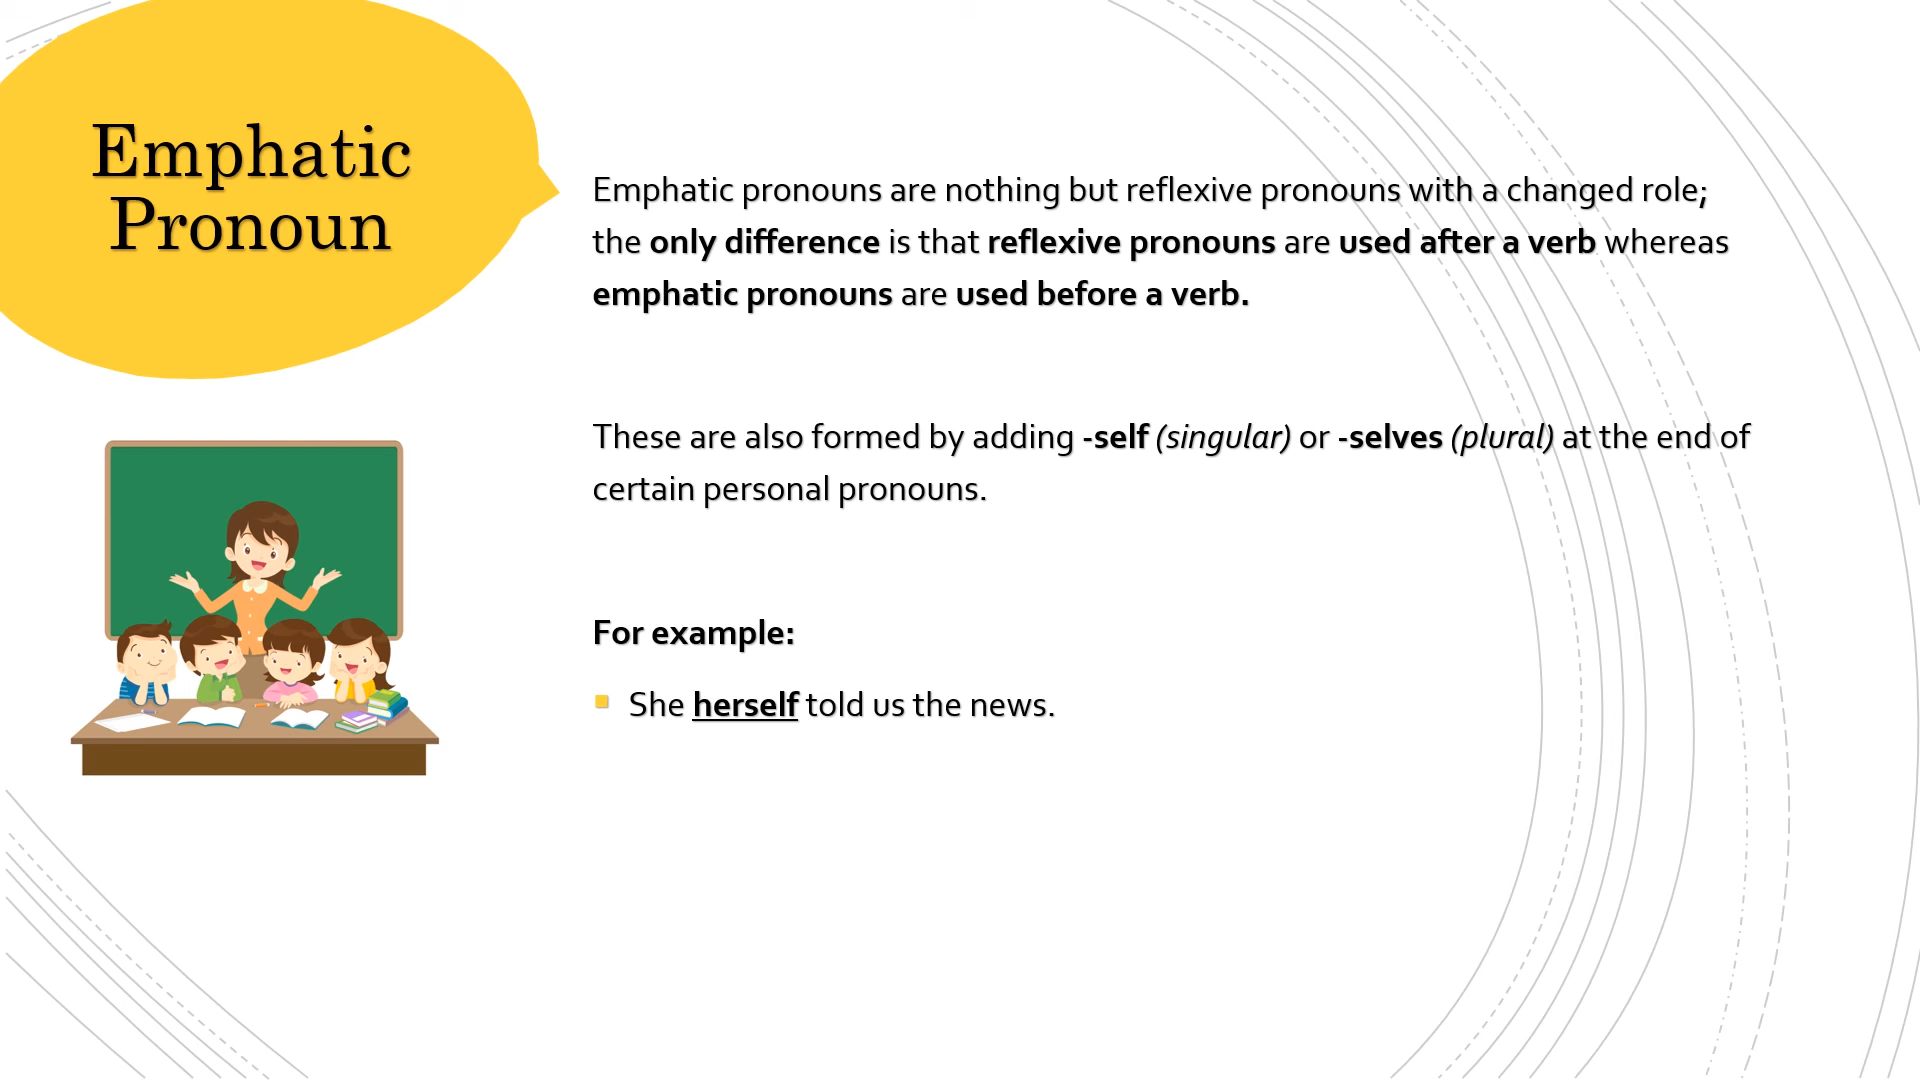 Emphatic
Pronoun
Emphatic pronouns are nothing but reflexive pronouns with a changed role;
the only difference is that reflexive pronouns are used after a verb whereas
emphatic pronouns are used before a verb.
These are also formed by adding -self (singular) or -selves (plural) at the end of
certain personal pronouns.
For example:
She herself told us the news.